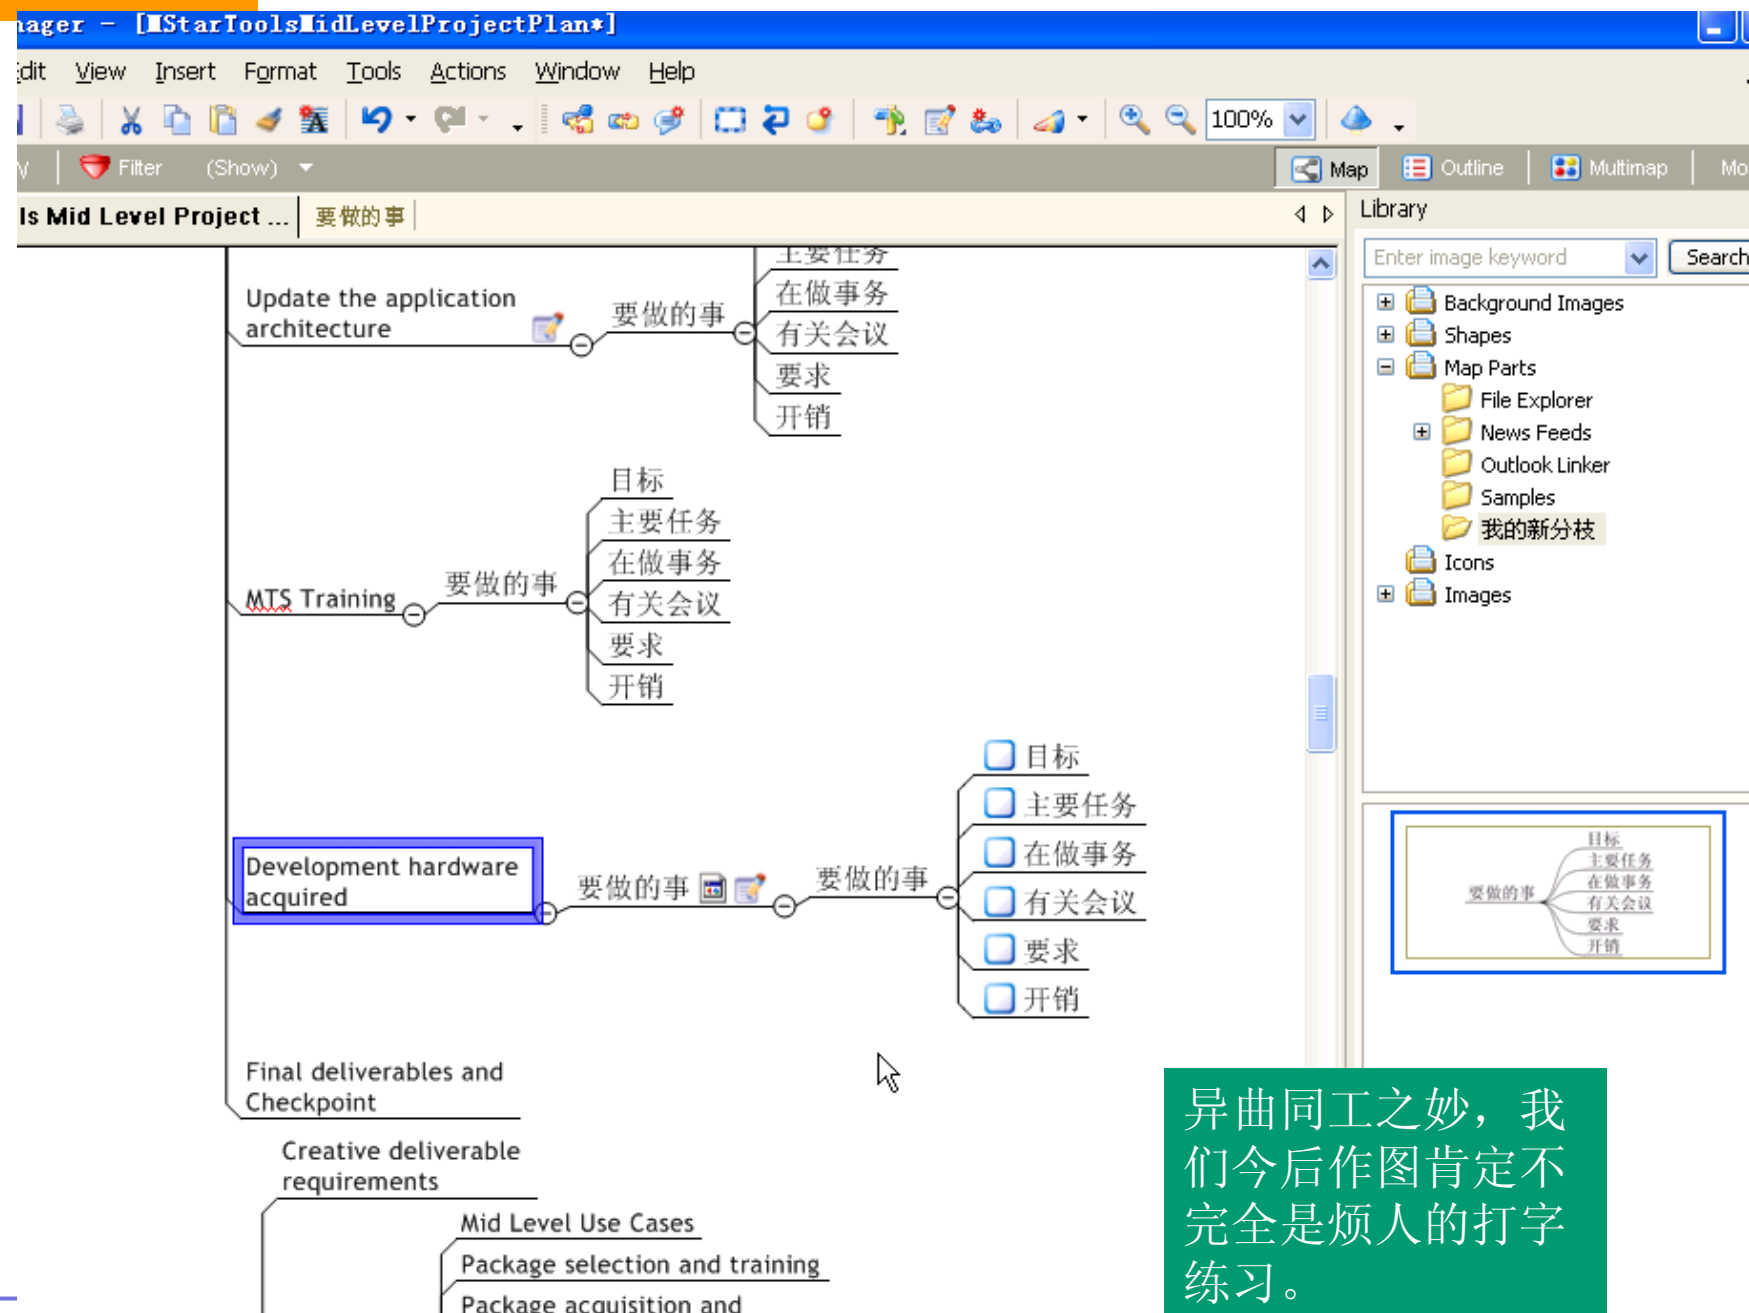 nager - [MStarToolsMidLevelProjectPlan*]
Edit View Insert Format Tools Actions Window Help
100%
Filter (Show) Map Outline Multimap Mo
ls Mid Level Project ... 要做的事 Library
Enter image keyword Search
Background Images
Shapes
Map Parts
File Explorer
News Feeds
Outlook Linker
Samples
我的新分枝
Icons
Images
Update the application
architecture
要做的事
主要任务
在做事务
有关会议
要求
开销
MTS Training
要做的事
目标
主要任务
在做事务
有关会议
要求
开销
Development hardware
acquired
要做的事
要做的事
目标
主要任务
在做事务
有关会议
要求
开销
要做的事
目标
主要任务
在做事务
有关会议
要求
开销
Final deliverables and
Checkpoint
Creative deliverable
requirements
Mid Level Use Cases
Package selection and training
Package acquisition and
异曲同工之妙，我
们今后作图肯定不
完全是烦人的打字
练习。